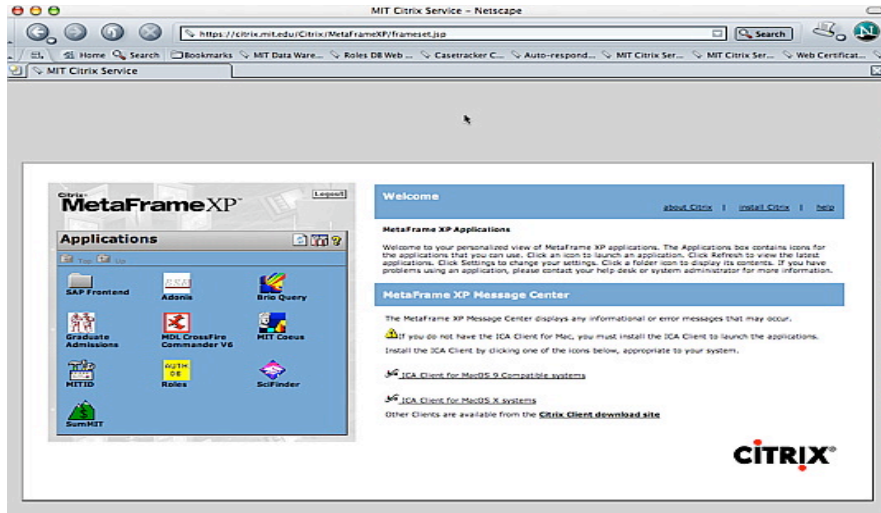 MIT Citrix Service - Netscape
https://citrix.mit.edu/Citrix/MetaFrameXP/frameset.jsp
Search
Home Search Bookmarks MIT Data Ware... Roles DB Web ... Casetracker C... Auto-respond... MIT Citrix Ser... MIT Citrix Ser... Web Certificat...
MIT Citrix Service
Citrix
MetaFrame XP
Logout
Applications
Top Up
SAP Frontend
Adonis
Brio Query
Graduate Admissions
MDL CrossFire Commander V6
MIT Coeus
MITID
AUTH DB
Roles
SciFinder
SumMIT
Welcome
about Citrix | install Citrix | help
MetaFrame XP Applications
Welcome to your personalized view of MetaFrame XP applications. The Applications box contains icons for
the applications that you can use. Click an icon to launch an application. Click Refresh to view the latest
applications. Click Settings to change your settings. Click a folder icon to display its contents. If you have
problems using an application, please contact your help desk or system administrator for more information.
MetaFrame XP Message Center
The MetaFrame XP Message Center displays any informational or error messages that may occur.
If you do not have the ICA Client for Mac, you must install the ICA Client to launch the applications.
Install the ICA Client by clicking one of the icons below, appropriate to your system.
ICA Client for MacOS 9 Compatible systems
ICA Client for MacOS X systems
Other Clients are available from the Citrix Client download site
CITRIX